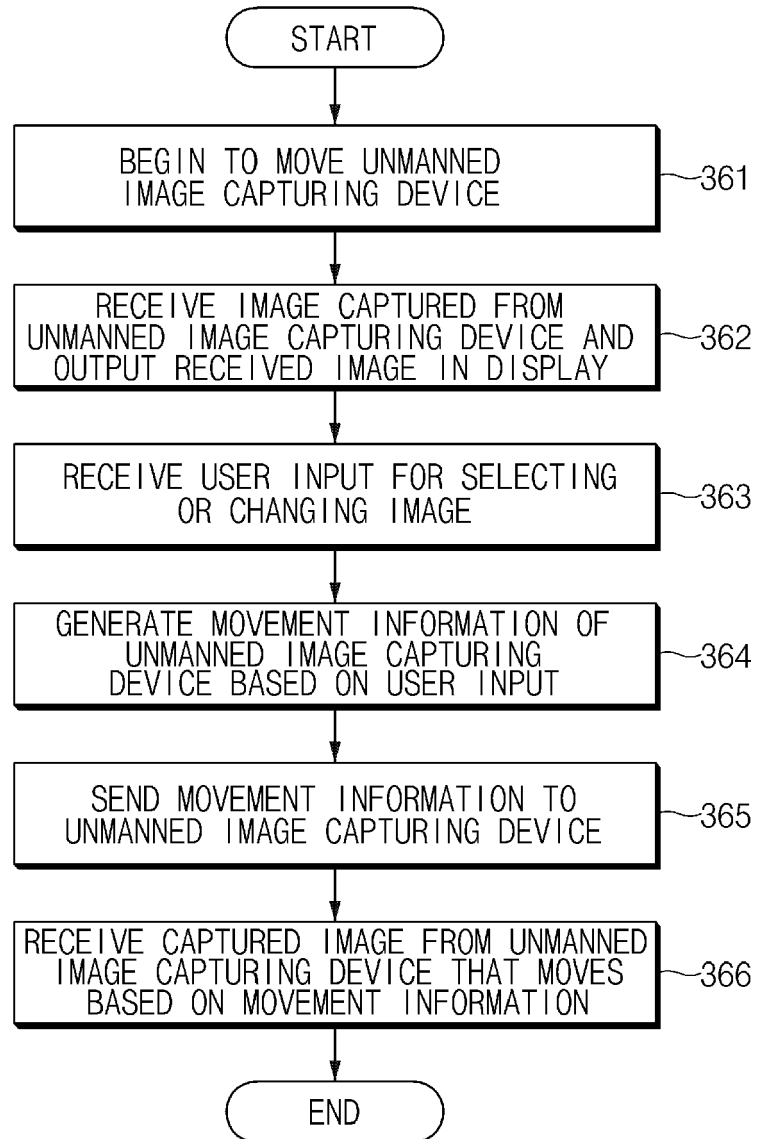 START
BEGIN TO MOVE UNMANNED
IMAGE CAPTURING DEVICE
361
RECEIVE IMAGE CAPTURED FROM
UNMANNED IMAGE CAPTURING DEVICE AND
OUTPUT RECEIVED IMAGE IN DISPLAY
362
RECEIVE USER INPUT FOR SELECTING
OR CHANGING IMAGE
363
GENERATE MOVEMENT INFORMATION OF
UNMANNED IMAGE CAPTURING
DEVICE BASED ON USER INPUT
364
SEND MOVEMENT INFORMATION TO
UNMANNED IMAGE CAPTURING DEVICE
365
RECEIVE CAPTURED IMAGE FROM UNMANNED
IMAGE CAPTURING DEVICE THAT MOVES
BASED ON MOVEMENT INFORMATION
366
END